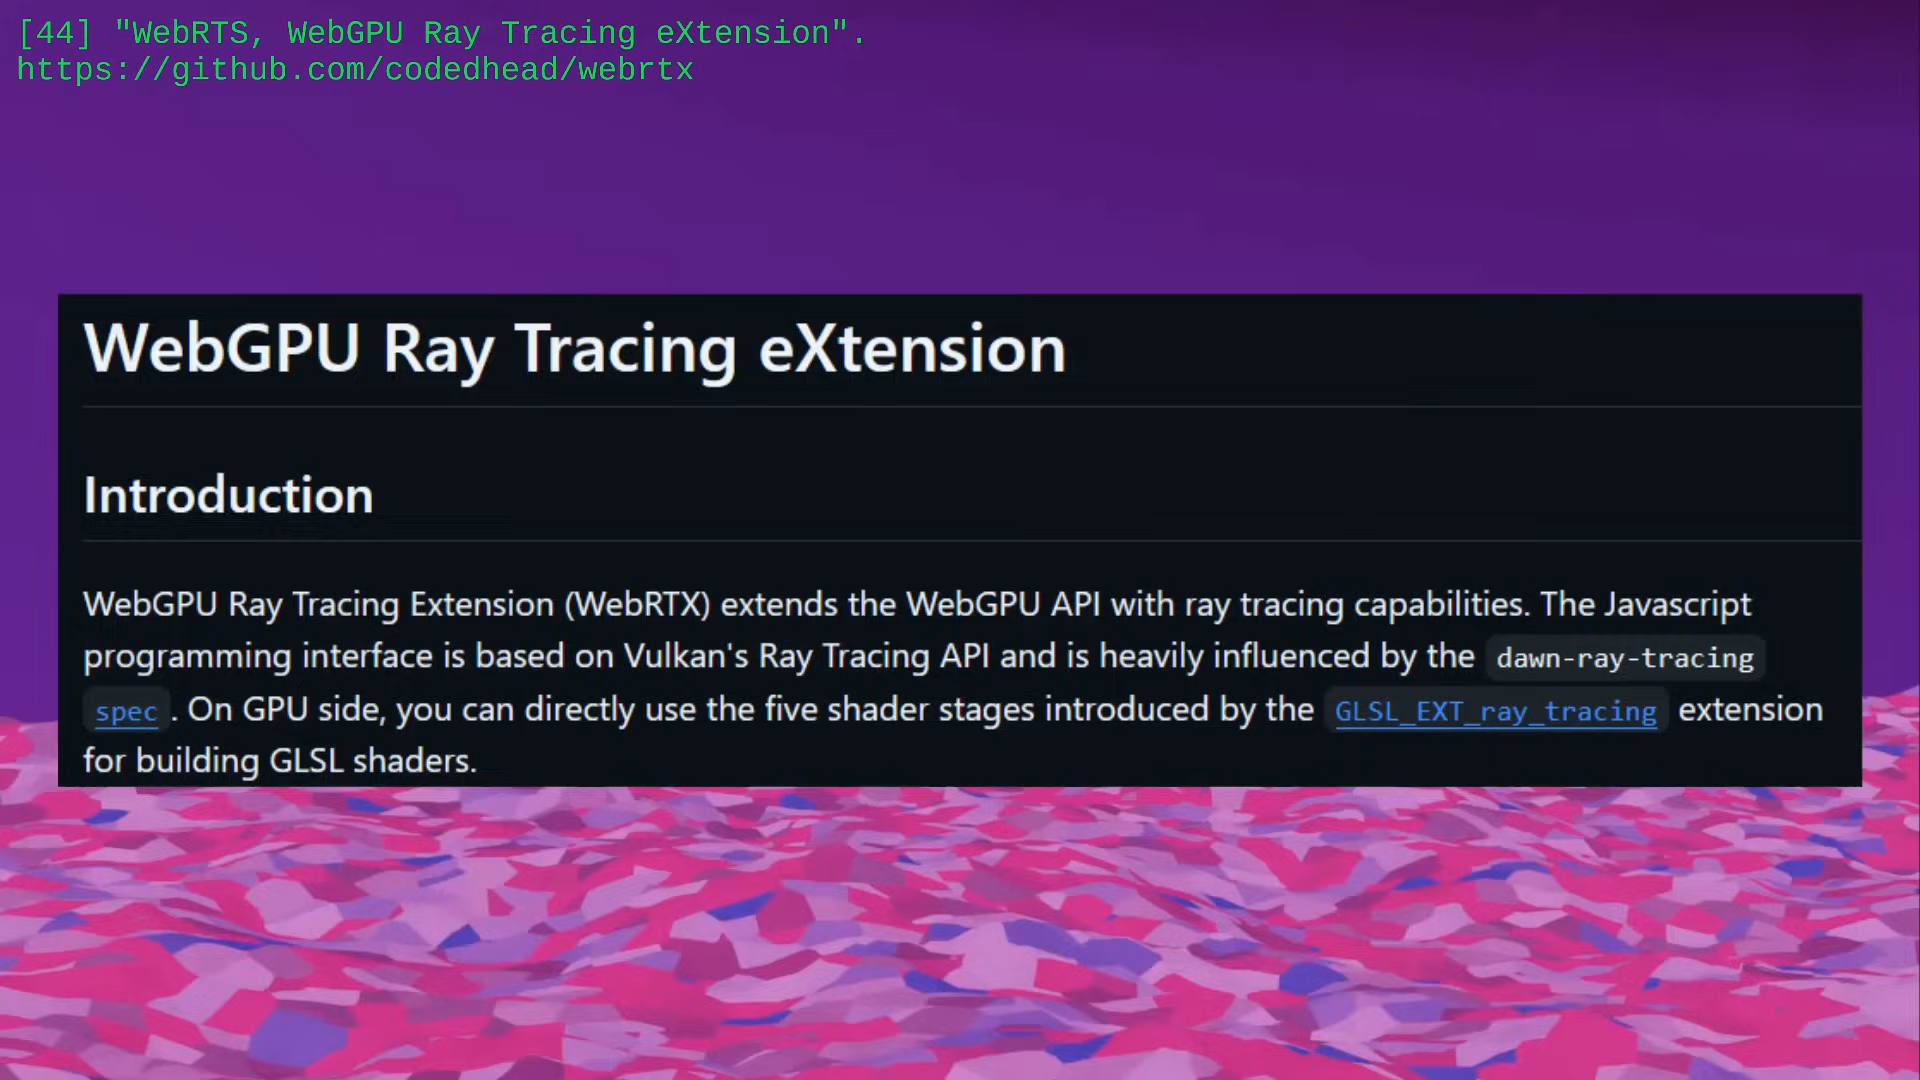 [44] "WebRTS, WebGPU Ray Tracing eXtension".
https://github.com/codedhead/webrtx
WebGPU Ray Tracing eXtension
Introduction
WebGPU Ray Tracing Extension (WebRTX) extends the WebGPU API with ray tracing capabilities. The Javascript
programming interface is based on Vulkan's Ray Tracing API and is heavily influenced by the dawn-ray-tracing
spec. On GPU side, you can directly use the five shader stages introduced by the GLSL_EXT_ray_tracing extension
for building GLSL shaders.